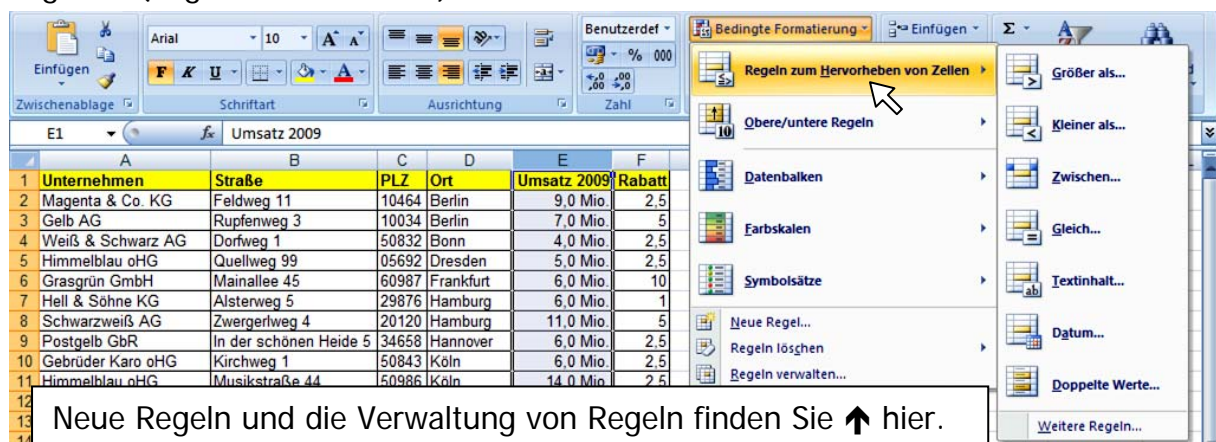 Arial 10 A A Benutzerdef Bedingte Formatierung Einfügen Σ
Einfügen F K U A % 000
Zwischenablage Schriftart Ausrichtung Zahl
E1 fx Umsatz 2009
A B C D E F
1 Unternehmen Straße PLZ Ort Umsatz 2009 Rabatt
2 Magenta & Co. KG Feldweg 11 10464 Berlin 9,0 Mio. 2,5
3 Gelb AG Rupfenweg 3 10034 Berlin 7,0 Mio. 5
4 Weiß & Schwarz AG Dorfweg 1 50832 Bonn 4,0 Mio. 2,5
5 Himmelblau oHG Quellweg 99 05692 Dresden 5,0 Mio. 2,5
6 Grasgrün GmbH Mainallee 45 60987 Frankfurt 6,0 Mio. 10
7 Hell & Söhne KG Alsterweg 5 29876 Hamburg 6,0 Mio. 1
8 Schwarzweiß AG Zwergerlweg 4 20120 Hamburg 11,0 Mio. 5
9 Postgelb GbR In der schönen Heide 5 34658 Hannover 6,0 Mio. 2,5
10 Gebrüder Karo oHG Kirchweg 1 50843 Köln 6,0 Mio. 2,5
11 Himmelblau oHG Musikstraße 44 50986 Köln 14,0 Mio. 2,5
12
13
14
Regeln zum Hervorheben von Zellen
Obere/untere Regeln
Datenbalken
Farbskalen
Symbolsätze
Neue Regel...
Regeln löschen
Regeln verwalten...
Größer als...
Kleiner als...
Zwischen...
Gleich...
Textinhalt...
Datum...
Doppelte Werte...
Weitere Regeln...
Neue Regeln und die Verwaltung von Regeln finden Sie ↑ hier.